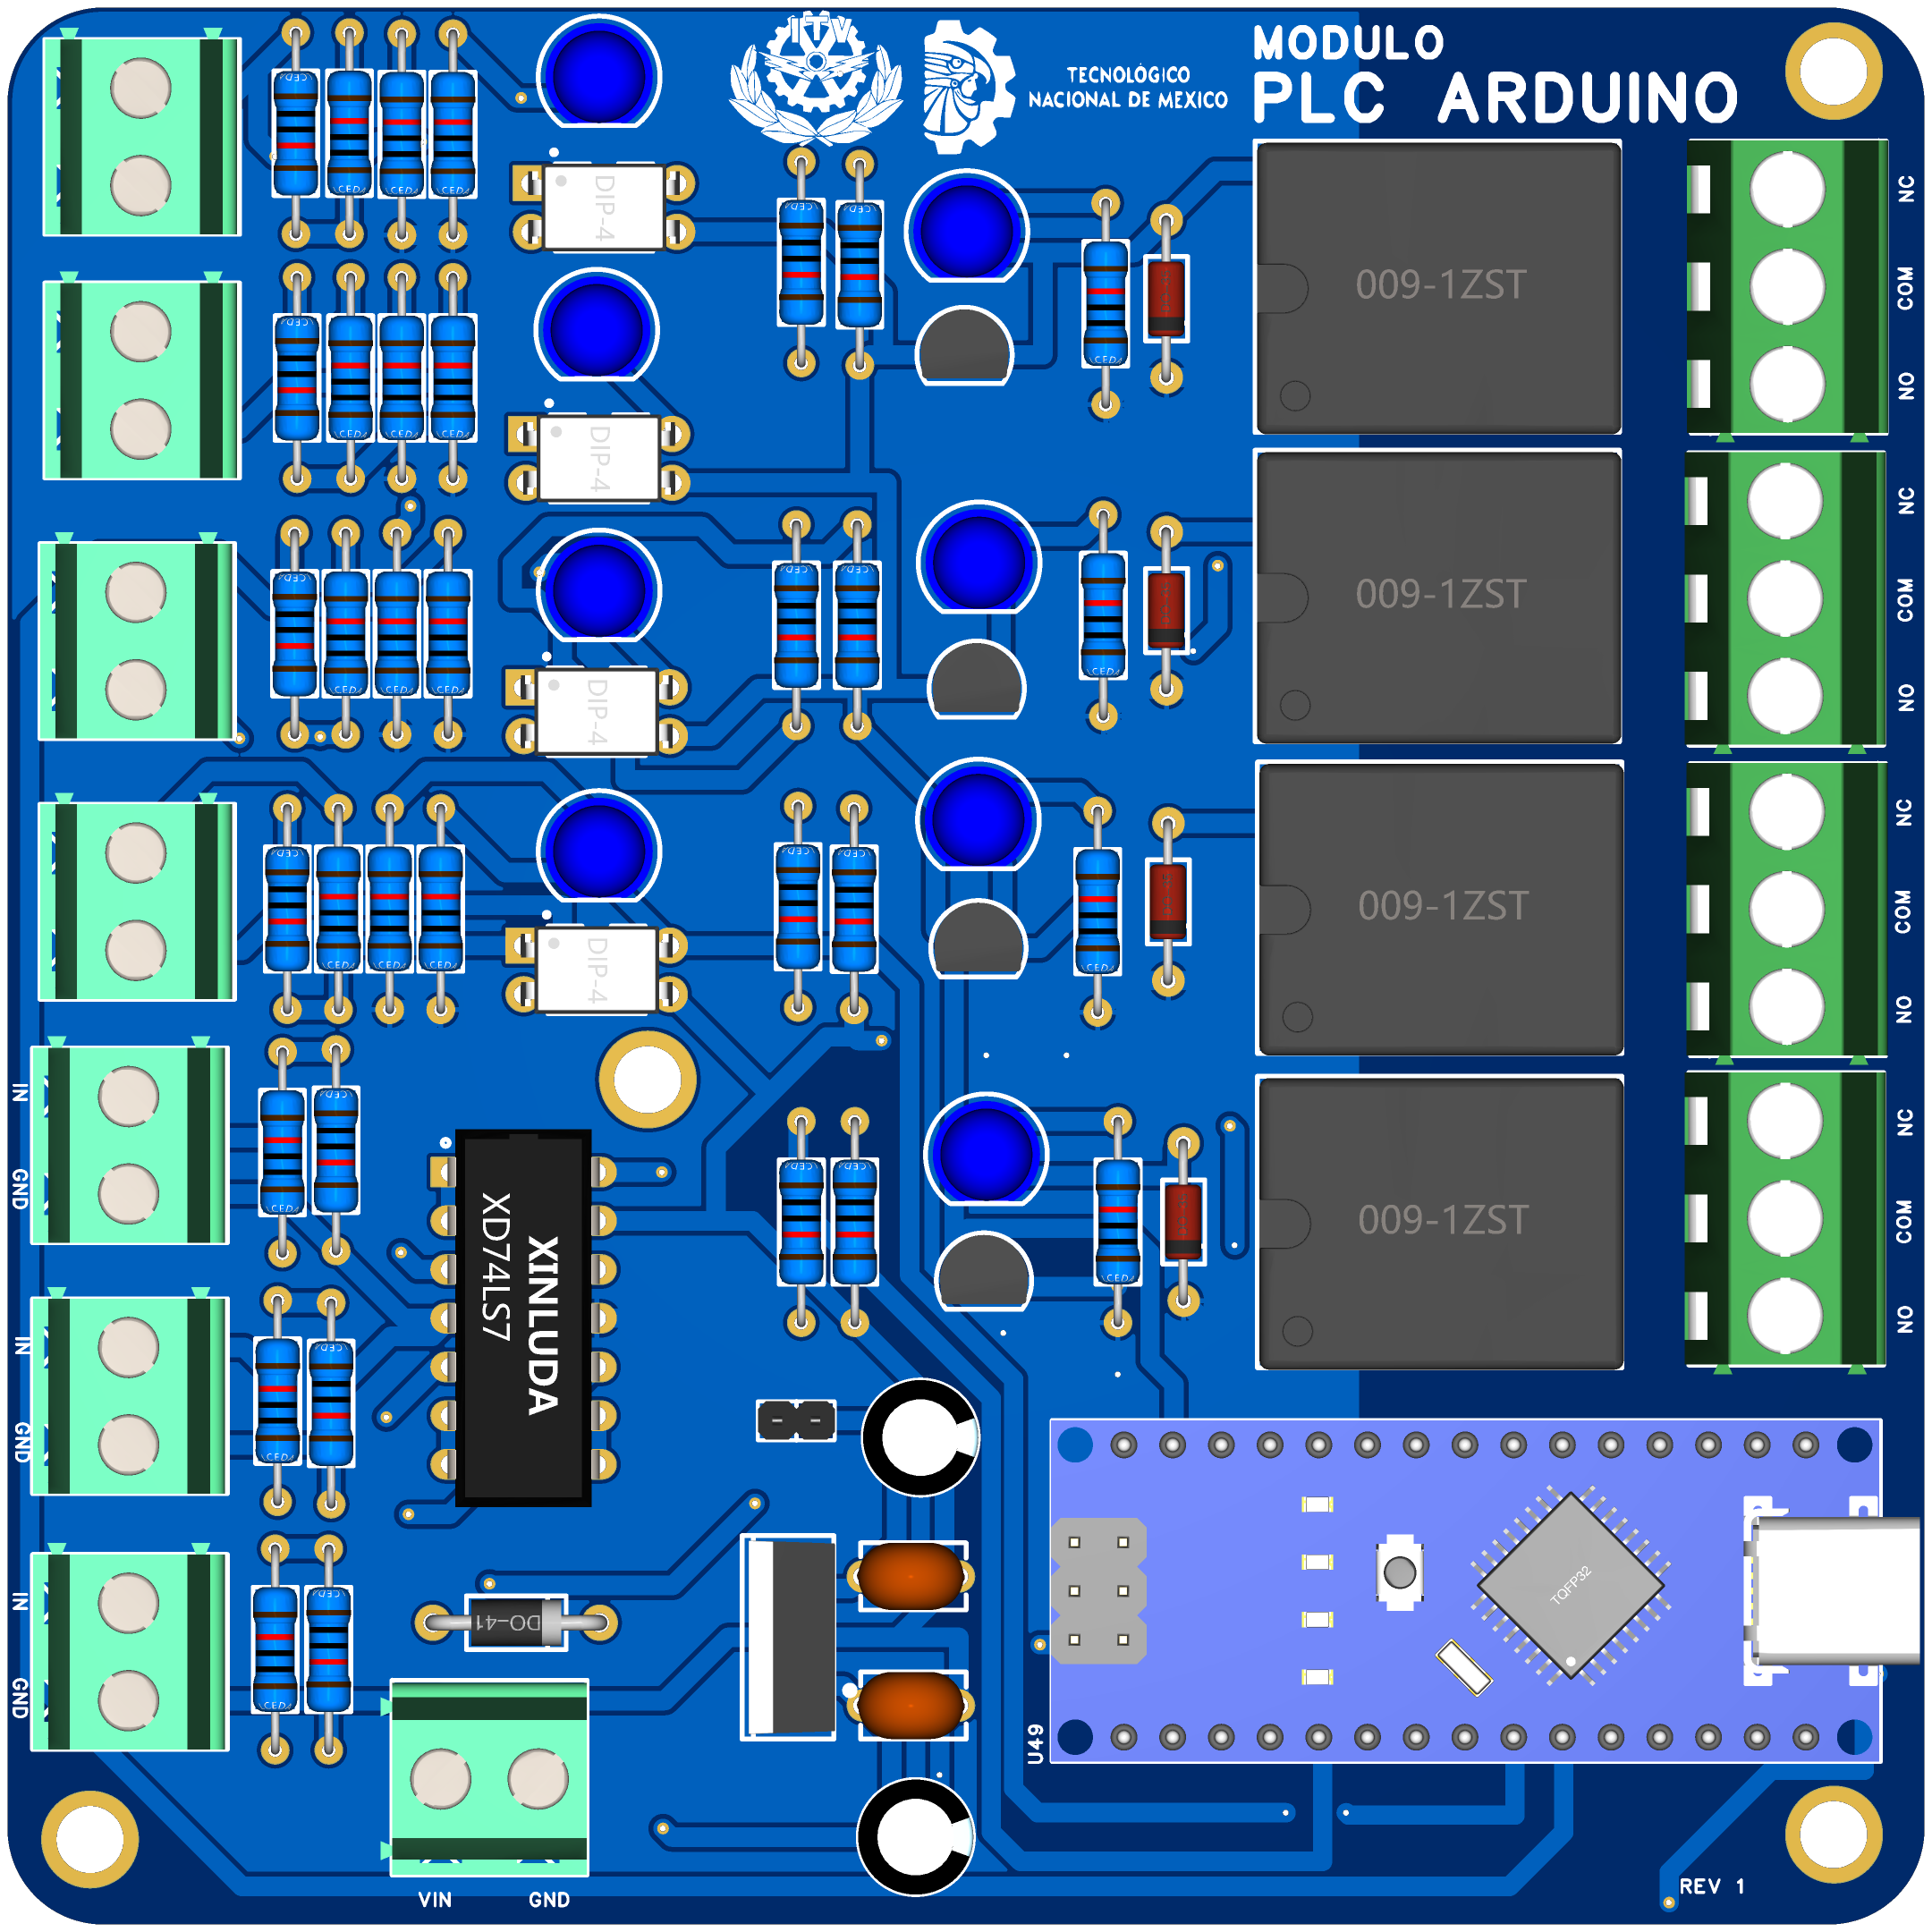 ITV
TECNOLÓGICO
NACIONAL DE MEXICO
MODULO
PLC ARDUINO
DIP-4
DIP-4
DIP-4
DIP-4
009-1ZST
009-1ZST
009-1ZST
009-1ZST
NC
COM
NO
NC
COM
NO
NC
COM
NO
NC
COM
NO
IN
GND
IN
GND
IN
GND
XINLUDA
XD74LS7
DO-41
TQFP32
U49
VIN
GND
REV 1